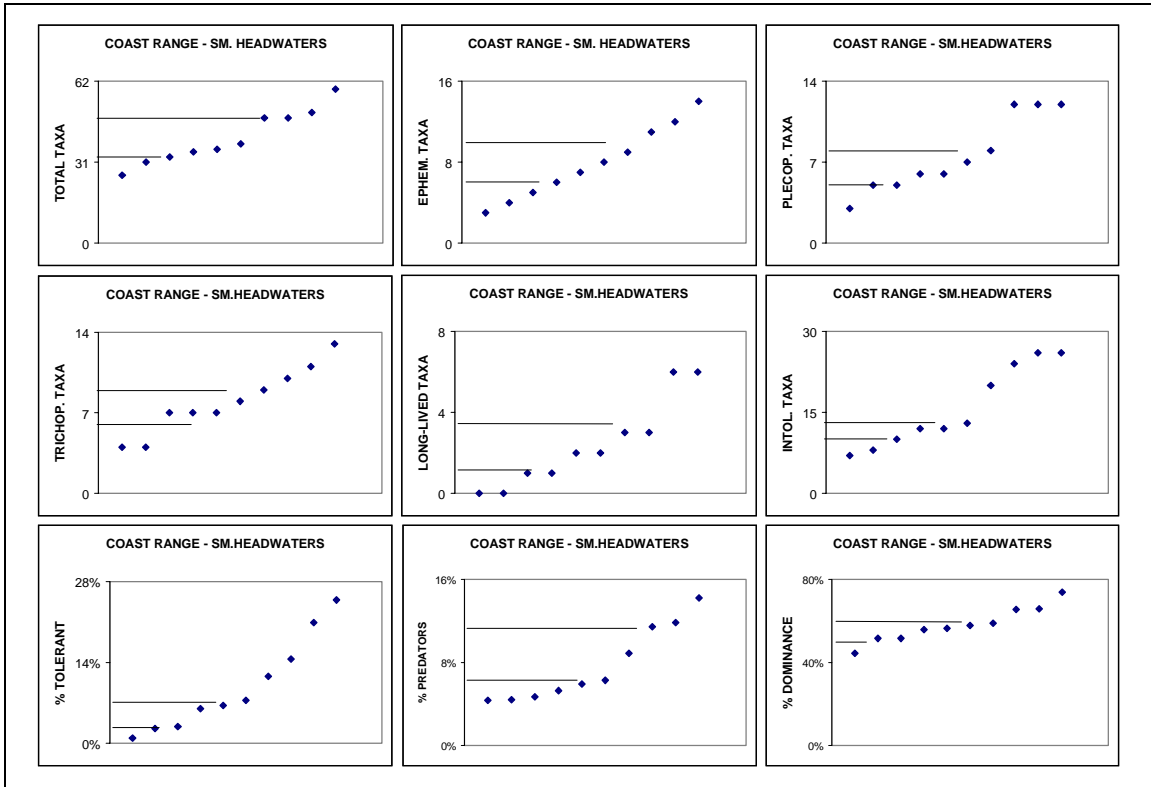 COAST RANGE - SM. HEADWATERS
62
31
0
TOTAL TAXA
COAST RANGE - SM. HEADWATERS
16
8
0
EPHEM. TAXA
COAST RANGE - SM.HEADWATERS
14
7
0
PLECOP. TAXA
COAST RANGE - SM.HEADWATERS
14
7
0
TRICHOP. TAXA
COAST RANGE - SM.HEADWATERS
8
4
0
LONG-LIVED TAXA
COAST RANGE - SM.HEADWATERS
30
15
0
INTOL. TAXA
COAST RANGE - SM.HEADWATERS
28%
14%
0%
% TOLERANT
COAST RANGE - SM.HEADWATERS
16%
8%
0%
% PREDATORS
COAST RANGE - SM.HEADWATERS
80%
40%
0%
% DOMINANCE